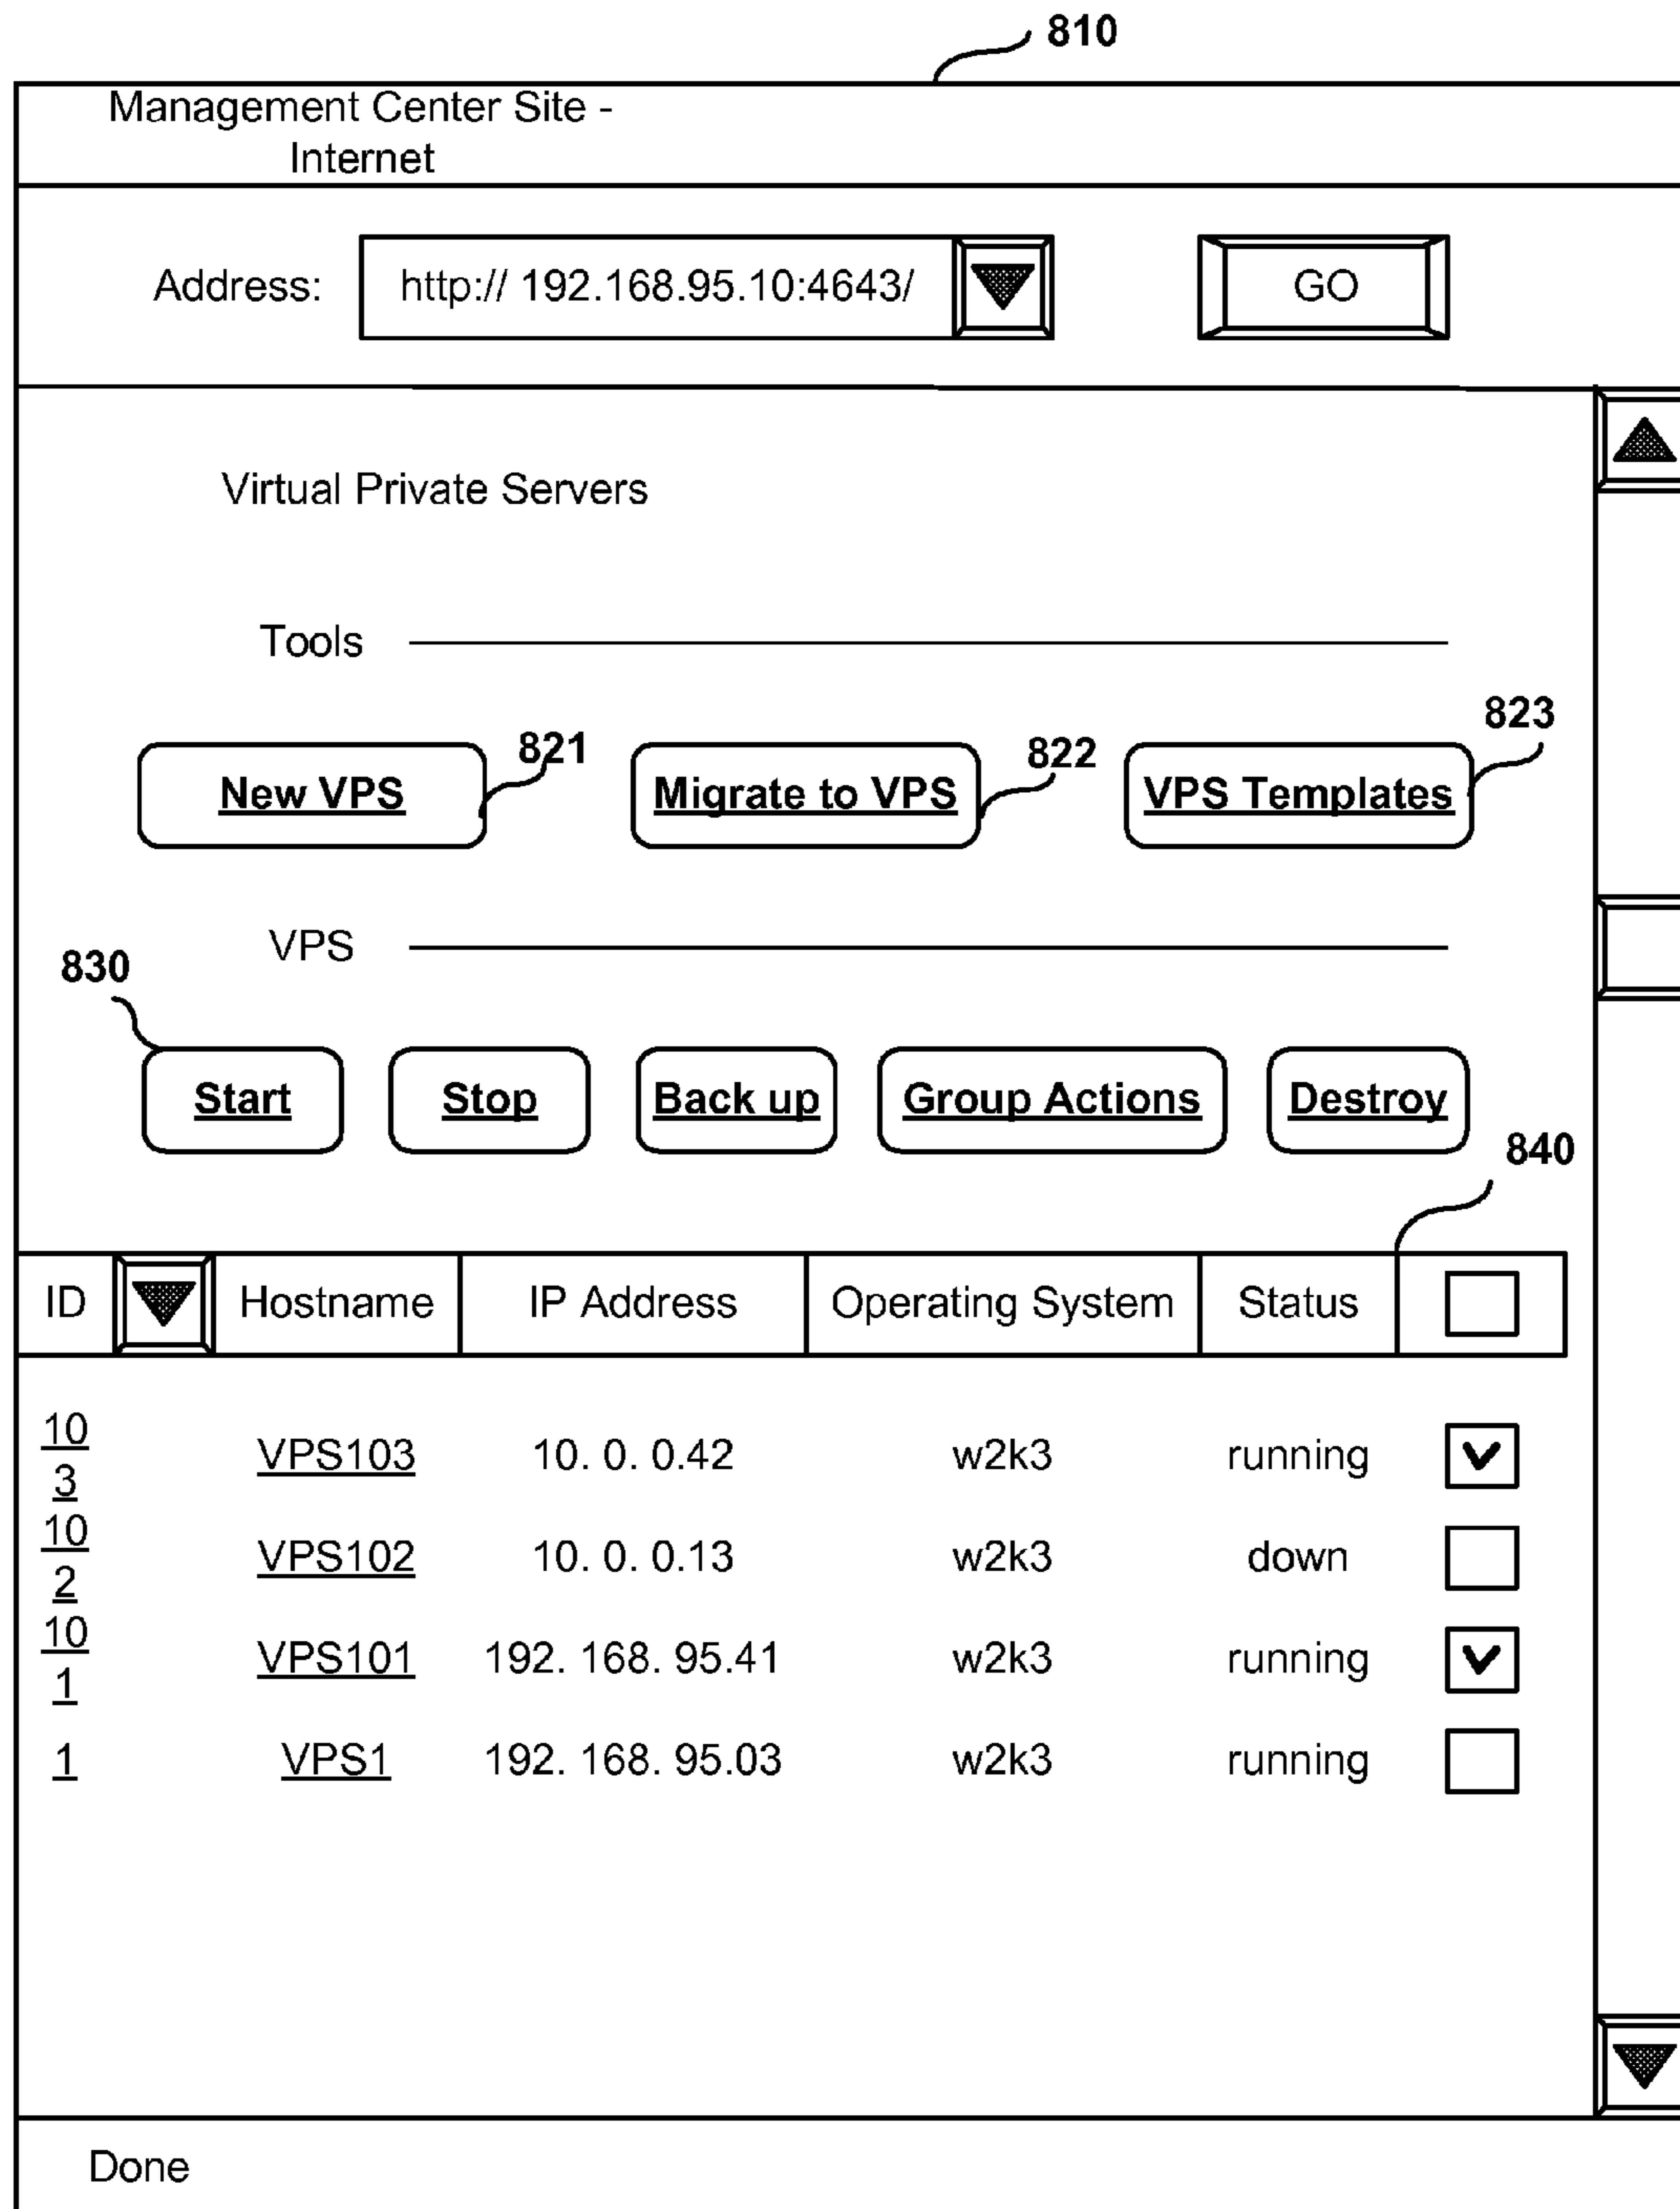 810
Management Center Site -
Internet
Address: http:// 192.168.95.10:4643/ GO
Virtual Private Servers
Tools
823
821 822
New VPS Migrate to VPS VPS Templates
VPS
830
Start Stop Back up Group Actions Destroy
840
ID Hostname IP Address Operating System Status
10
3 VPS103 10. 0. 0.42 w2k3 running
10
2 VPS102 10. 0. 0.13 w2k3 down
10
1 VPS101 192. 168. 95.41 w2k3 running
1 VPS1 192. 168. 95.03 w2k3 running
Done